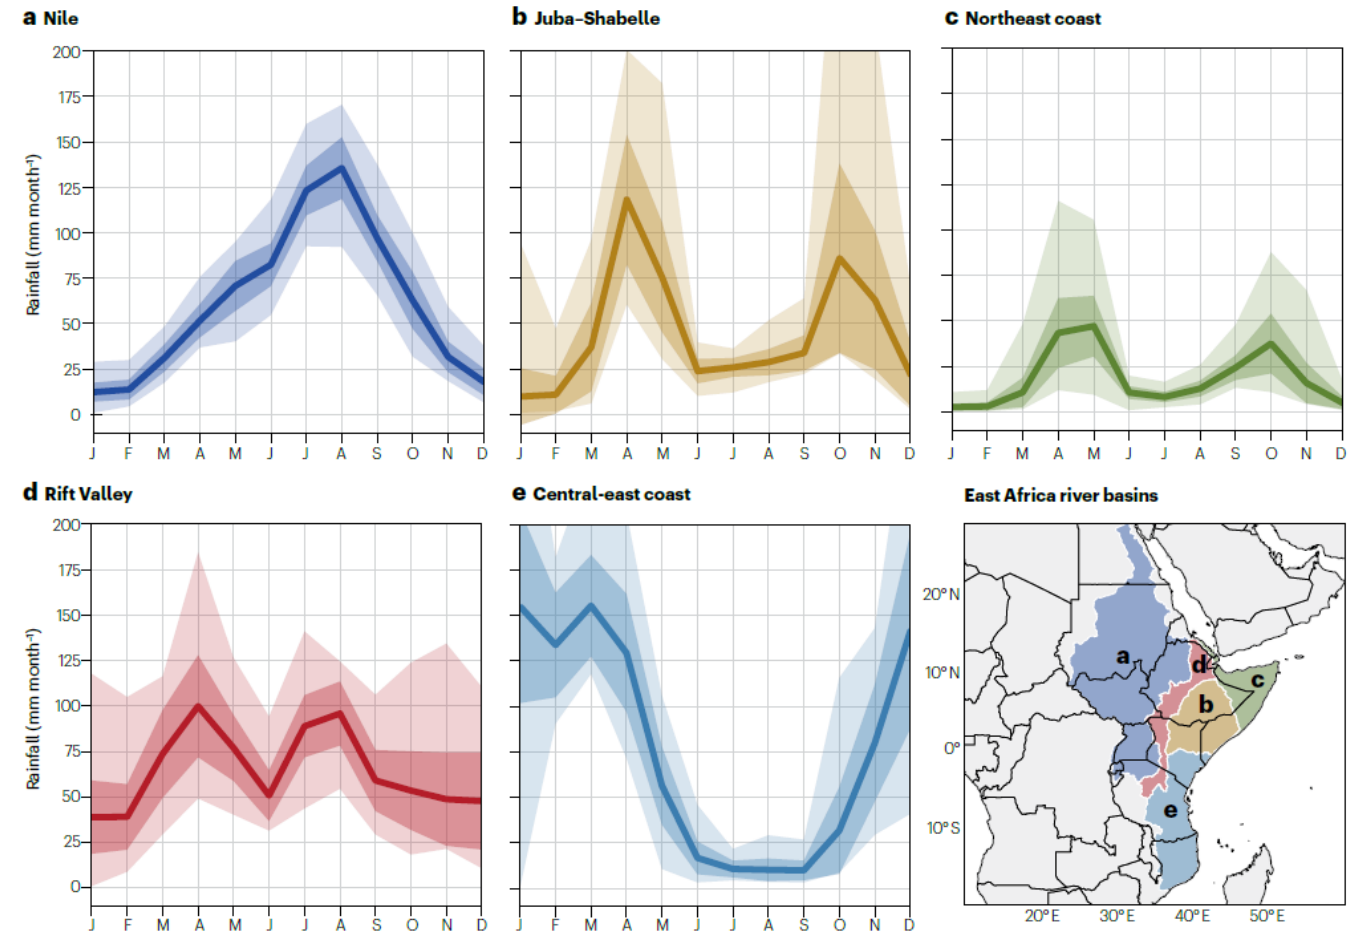 a Nile
b Juba–Shabelle
c Northeast coast
Rainfall (mm month⁻¹)
200
175
150
125
100
75
50
25
0
J F M A M J J A S O N D
J F M A M J J A S O N D
J F M A M J J A S O N D
d Rift Valley
e Central-east coast
East Africa river basins
Rainfall (mm month⁻¹)
200
175
150
125
100
75
50
25
0
J F M A M J J A S O N D
J F M A M J J A S O N D
20° N
10° N
0°
10° S
20° E 30° E 40° E 50° E
a
d
c
b
e